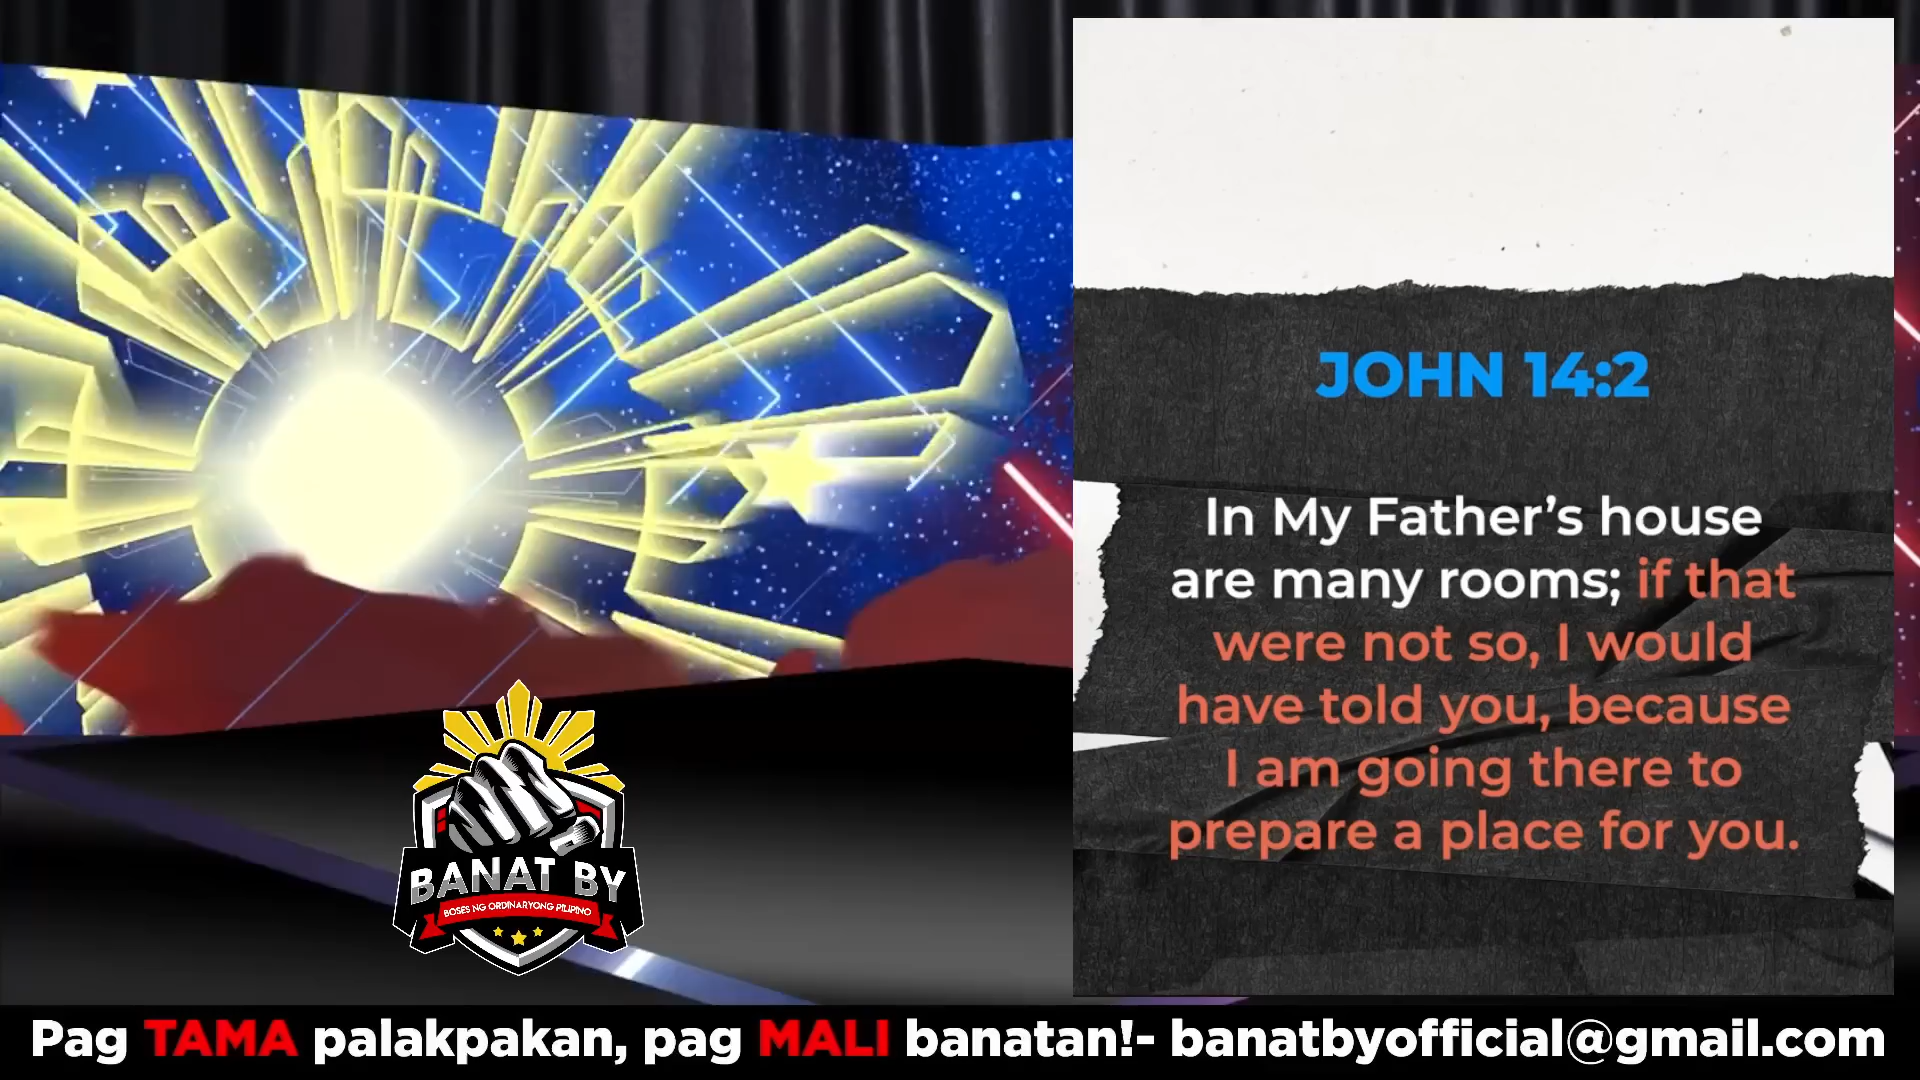 JOHN 14:2
In My Father’s house
are many rooms; if that
were not so, I would
have told you, because
I am going there to
prepare a place for you.
BANAT BY
BOSES NG ORDINARYONG PILIPINO
Pag TAMA palakpakan, pag MALI banatan!- banatbyofficial@gmail.com